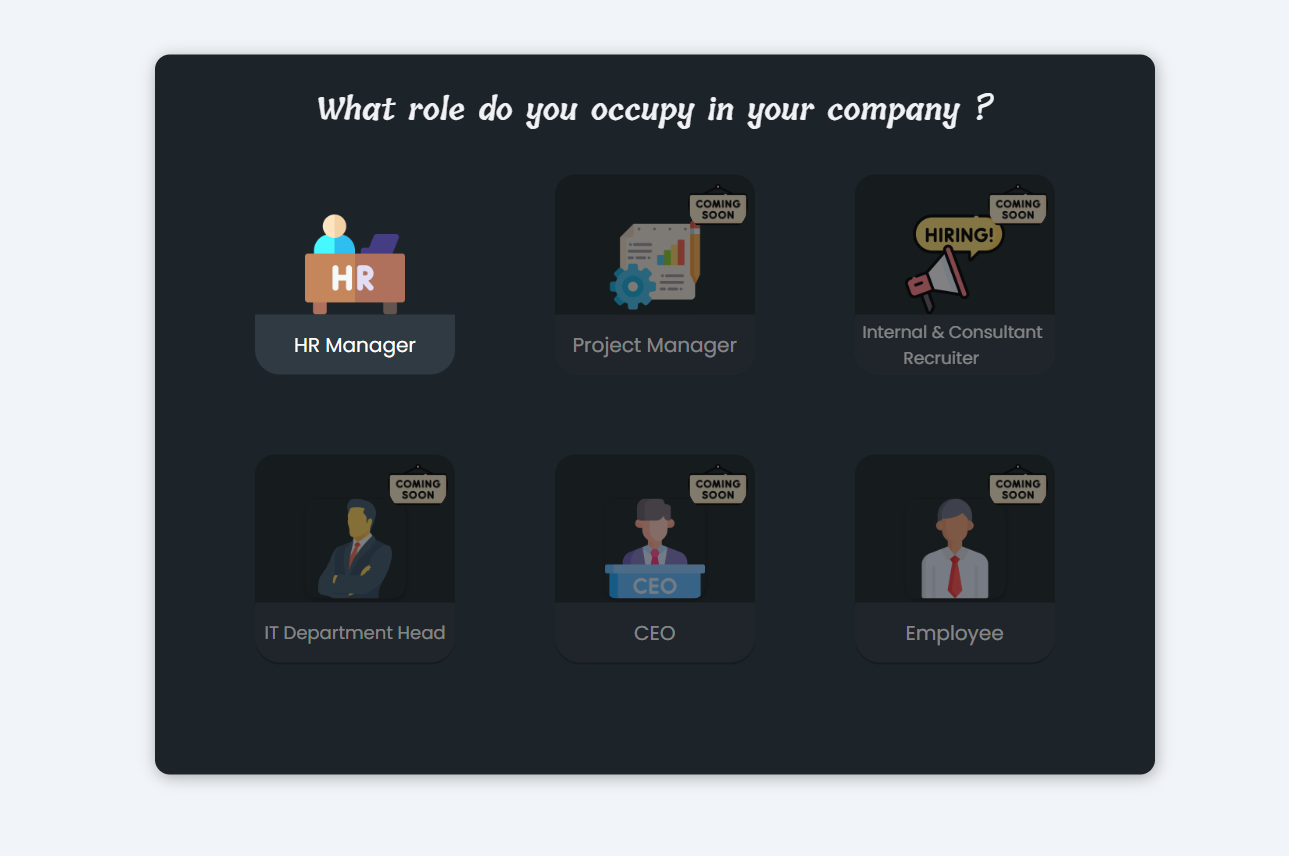 What role do you occupy in your company ?
HR
HR Manager
COMING
SOON
Project Manager
COMING
SOON
HIRING!
Internal & Consultant
Recruiter
COMING
SOON
IT Department Head
COMING
SOON
CEO
CEO
COMING
SOON
Employee